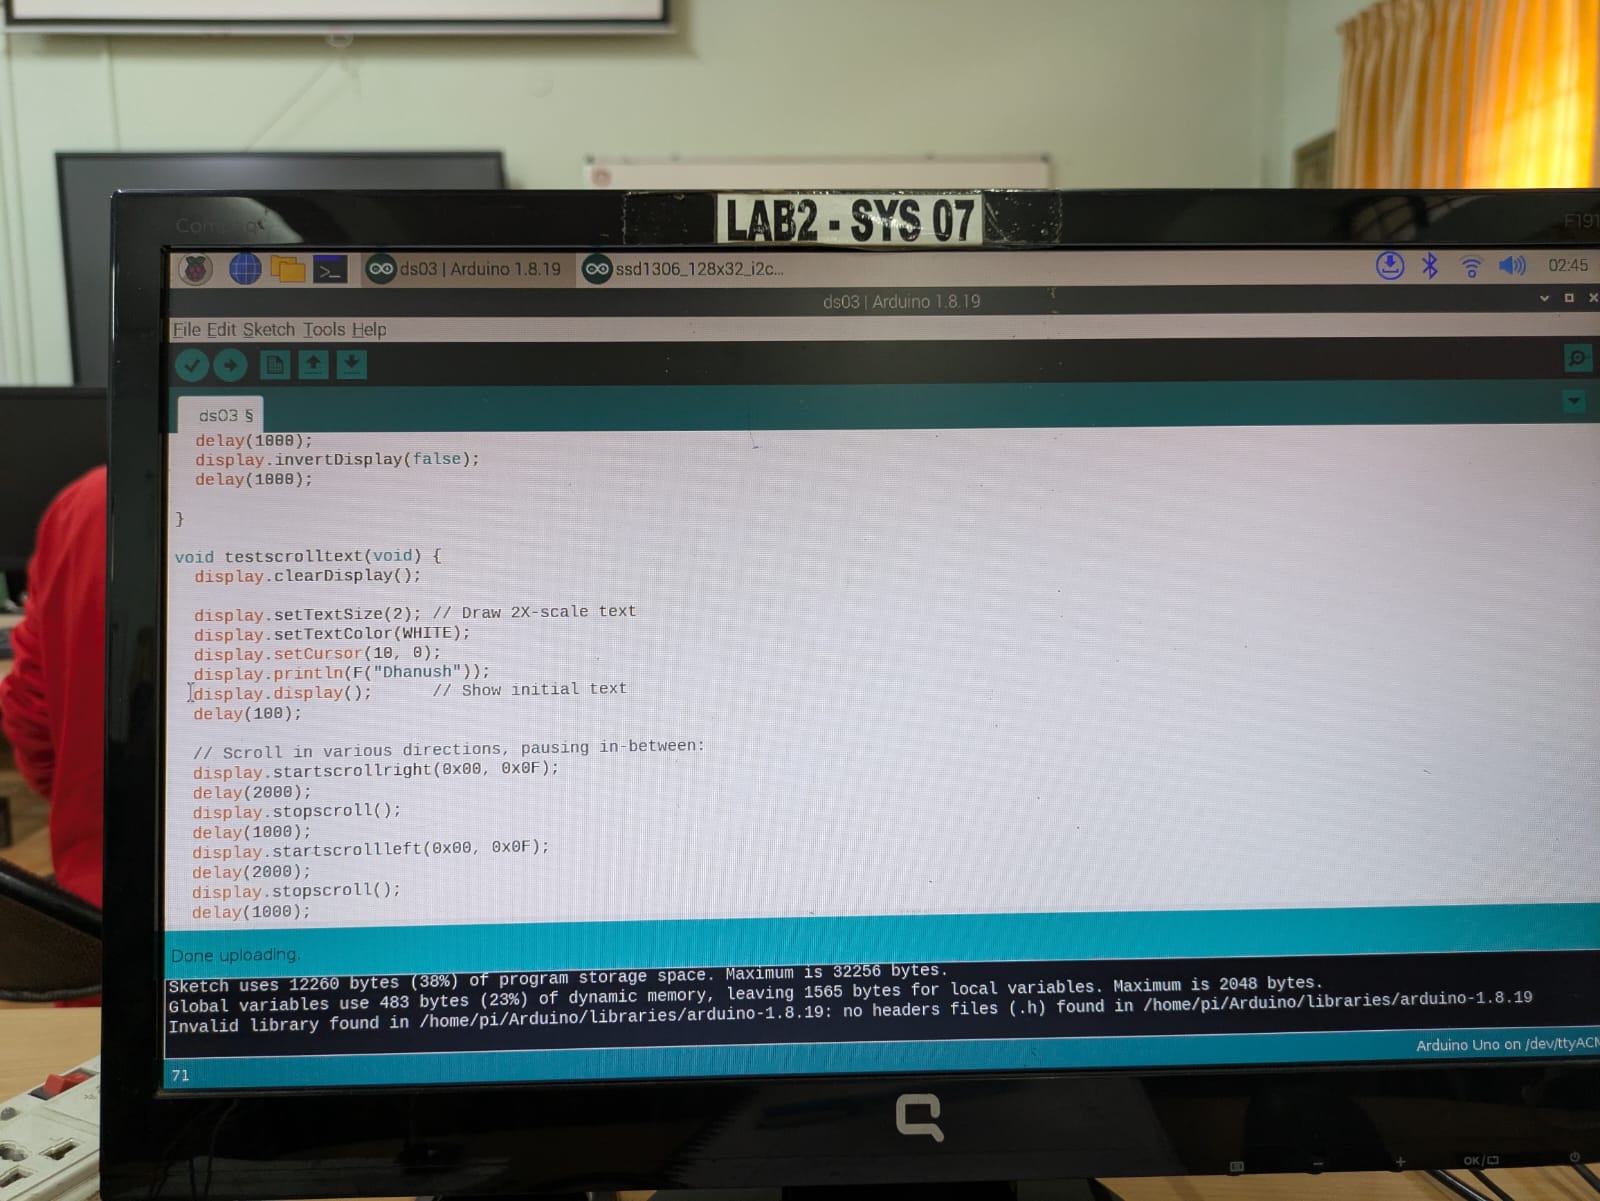 Compaq
F191
LAB2 - SYS 07
ds03 | Arduino 1.8.19
ssd1306_128x32_i2c...
02:45
ds03 | Arduino 1.8.19
File Edit Sketch Tools Help
ds03 §
delay(1000);
display.invertDisplay(false);
delay(1000);
}
void testscrolltext(void) {
display.clearDisplay();
display.setTextSize(2); // Draw 2X-scale text
display.setTextColor(WHITE);
display.setCursor(10, 0);
display.println(F("Dhanush"));
display.display(); // Show initial text
delay(100);
// Scroll in various directions, pausing in-between:
display.startscrollright(0x00, 0x0F);
delay(2000);
display.stopscroll();
delay(1000);
display.startscrollleft(0x00, 0x0F);
delay(2000);
display.stopscroll();
delay(1000);
Done uploading.
Sketch uses 12260 bytes (38%) of program storage space. Maximum is 32256 bytes.
Global variables use 483 bytes (23%) of dynamic memory, leaving 1565 bytes for local variables. Maximum is 2048 bytes.
Invalid library found in /home/pi/Arduino/libraries/arduino-1.8.19: no headers files (.h) found in /home/pi/Arduino/libraries/arduino-1.8.19
Arduino Uno on /dev/ttyACM
71
OK/